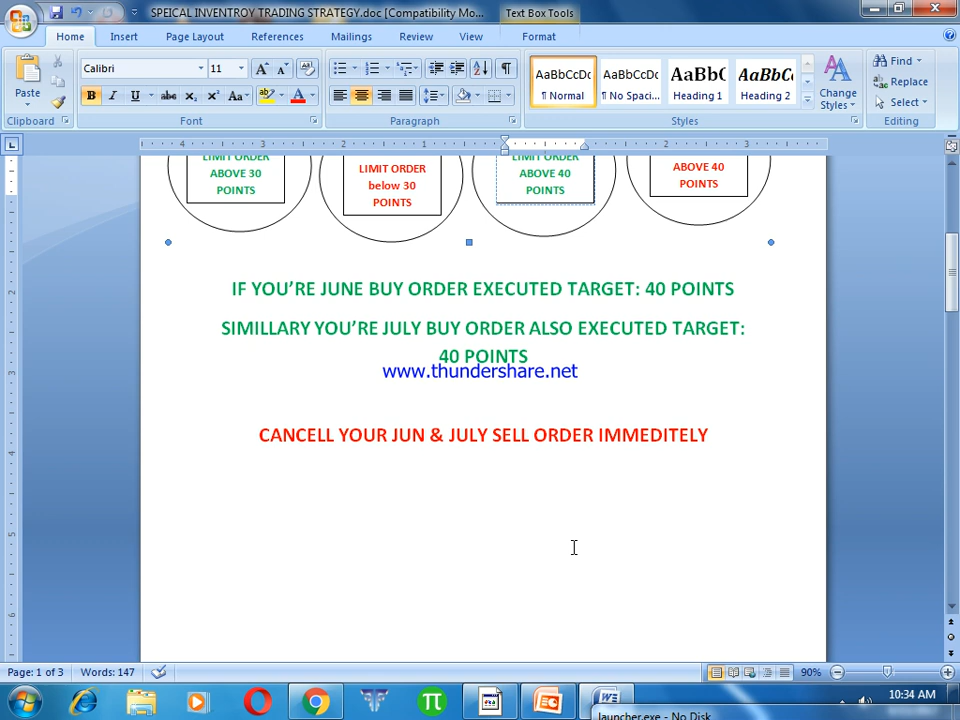 SPEICAL INVENTROY TRADING STRATEGY.doc [Compatibility Mo...
Text Box Tools
Home Insert Page Layout References Mailings Review View Format
Paste
Calibri 11
AaBbCcDc AaBbCcDc AaBbC AaBbCc
¶ Normal ¶ No Spaci... Heading 1 Heading 2
Change Styles
Find
Replace
Select
Clipboard Font Paragraph Styles Editing
LIMIT ORDER
ABOVE 30
POINTS
LIMIT ORDER
below 30
POINTS
LIMIT ORDER
ABOVE 40
POINTS
ABOVE 40
POINTS
IF YOU’RE JUNE BUY ORDER EXECUTED TARGET: 40 POINTS
SIMILLARY YOU’RE JULY BUY ORDER ALSO EXECUTED TARGET:
40 POINTS
www.thundershare.net
CANCELL YOUR JUN & JULY SELL ORDER IMMEDITELY
Page: 1 of 3 Words: 147 90%
10:34 AM
launcher.exe - No Disk